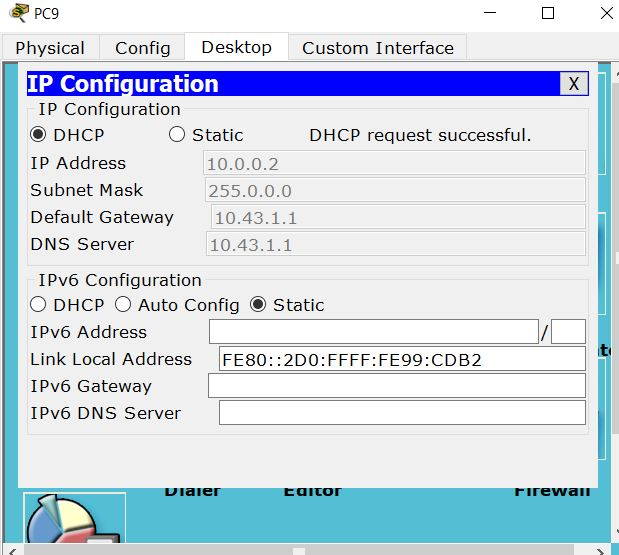 PC9
Physical Config Desktop Custom Interface
IP Configuration X
IP Configuration
DHCP Static DHCP request successful.
IP Address 10.0.0.2
Subnet Mask 255.0.0.0
Default Gateway 10.43.1.1
DNS Server 10.43.1.1
IPv6 Configuration
DHCP Auto Config Static
IPv6 Address /
Link Local Address FE80::2D0:FFFF:FE99:CDB2
IPv6 Gateway
IPv6 DNS Server
Dialer Editor Firewall